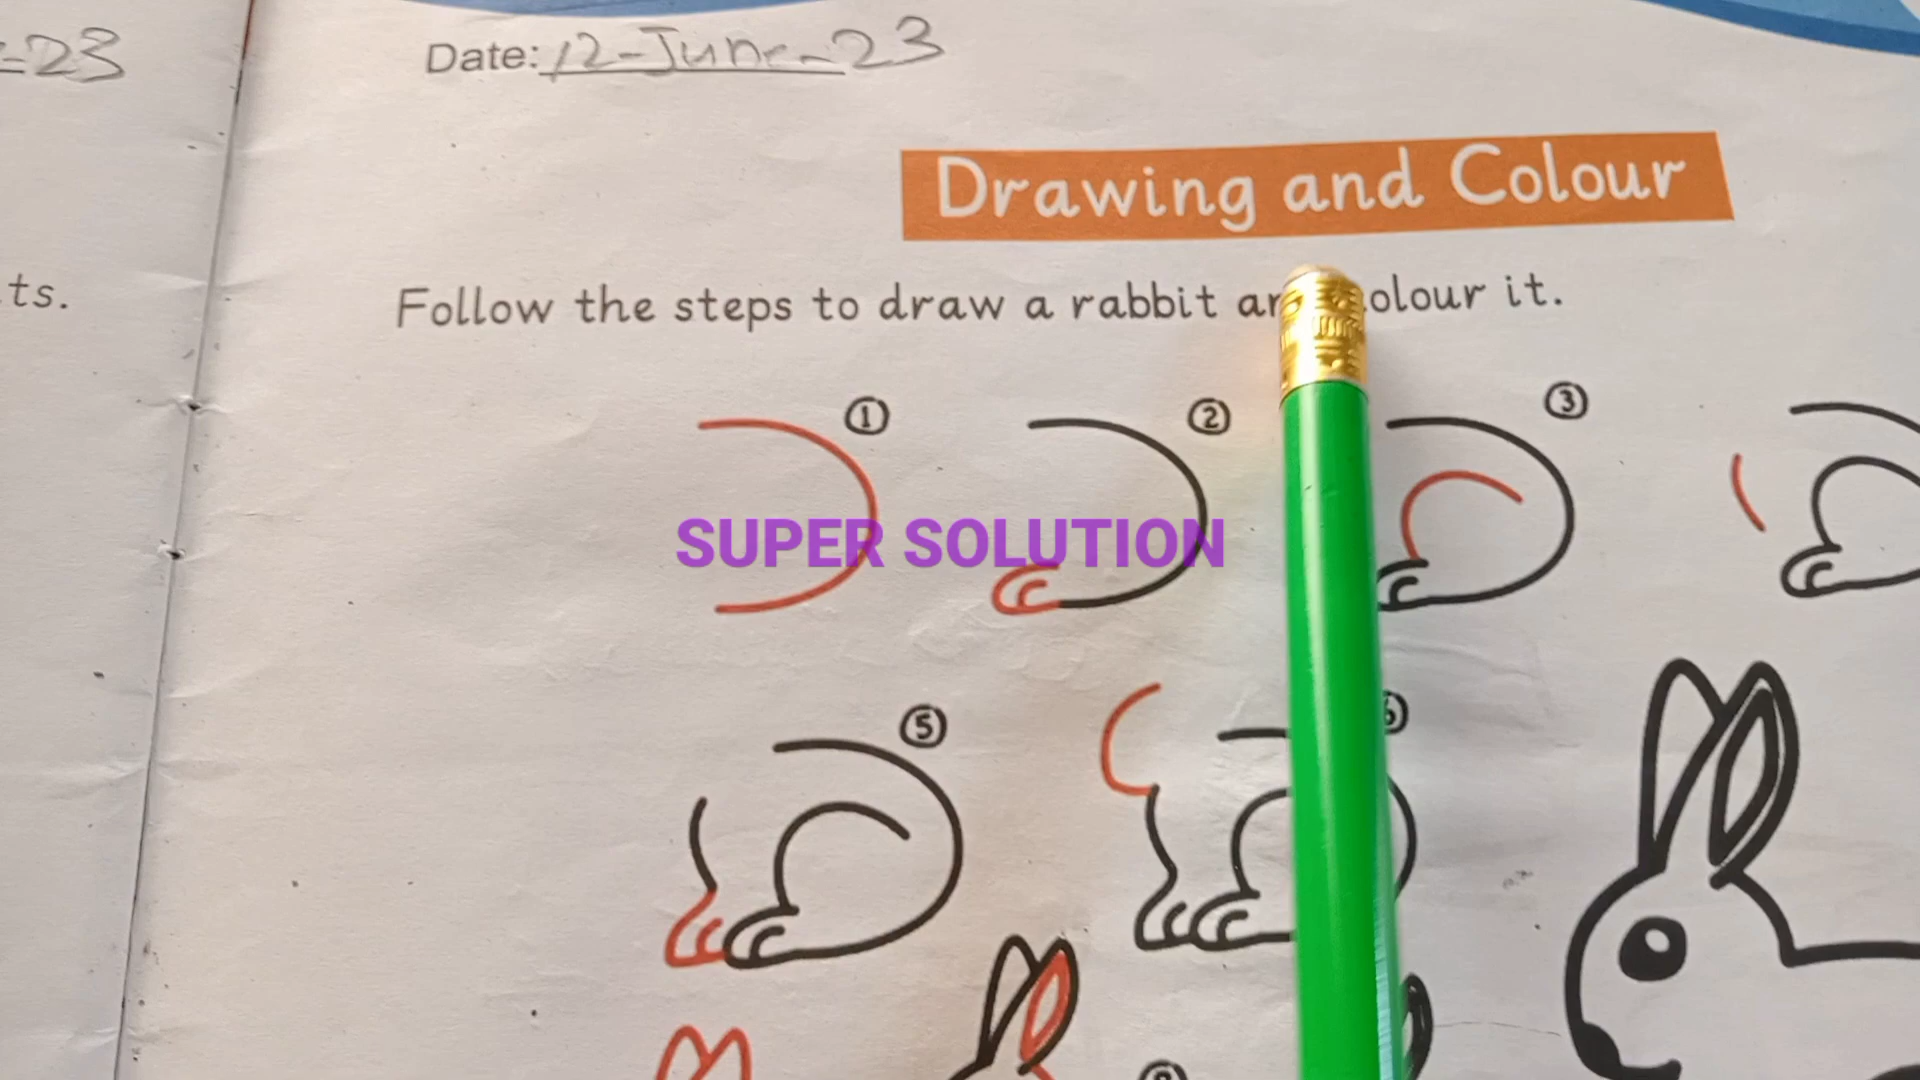 -23
Date: 12-June-23
Drawing and Colour
ts.
Follow the steps to draw a rabbit olour it.
1 2 3
SUPER SOLUTION
5 6